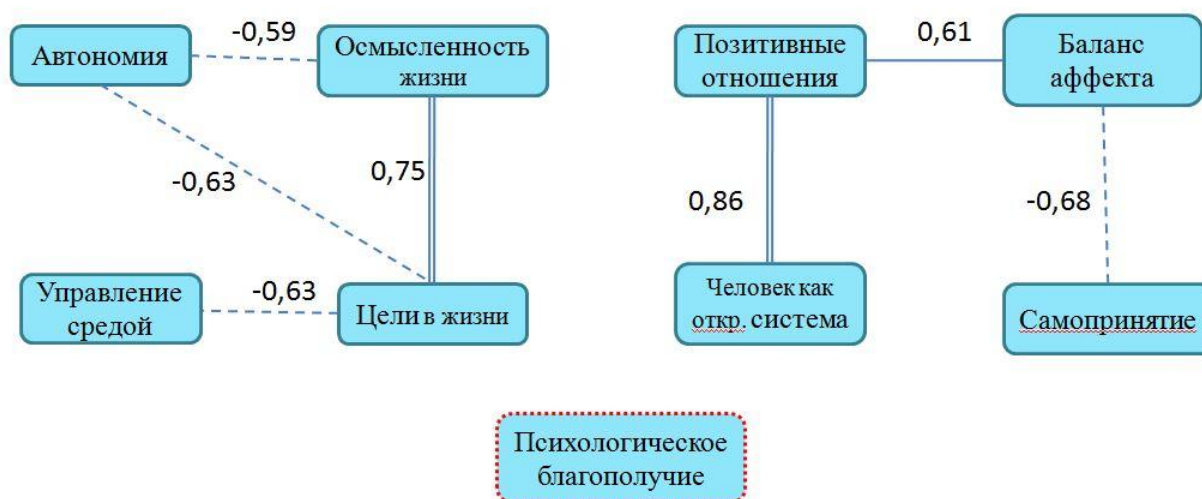 -0,59
Автономия
Осмысленность
жизни
-0,63
0,75
Управление
средой
-0,63
Цели в жизни
Позитивные
отношения
0,61
Баланс
аффекта
0,86
-0,68
Человек как
откр. система
Самопринятие
Психологическое
благополучие